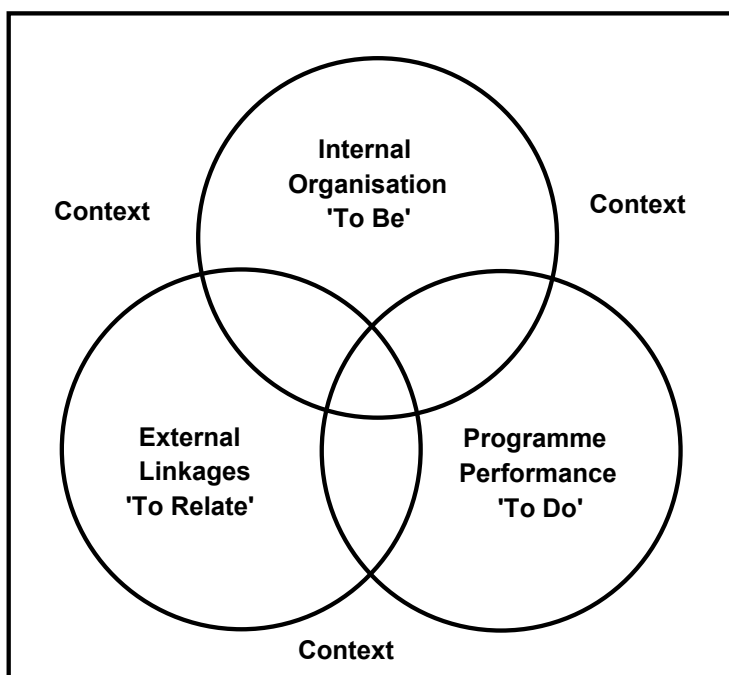 Internal
Organisation
'To Be'
Context
Context
External
Linkages
'To Relate'
Programme
Performance
'To Do'
Context